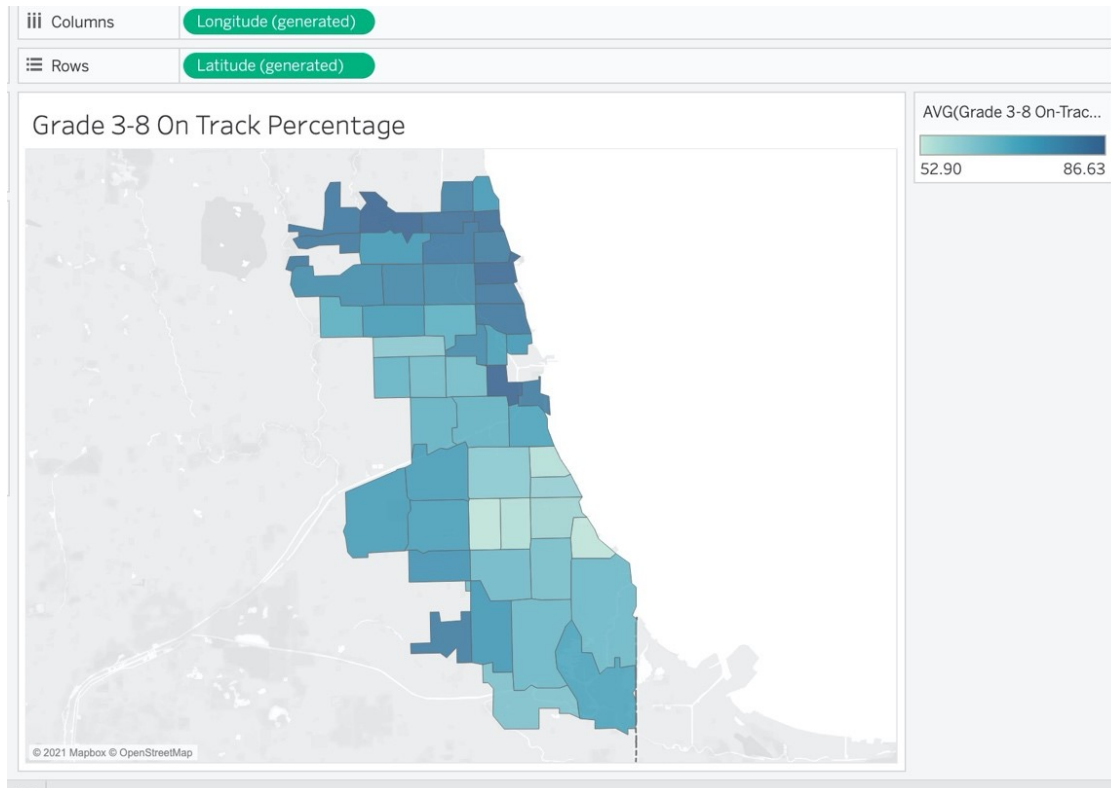 Columns
Longitude (generated)
Rows
Latitude (generated)
Grade 3-8 On Track Percentage
AVG(Grade 3-8 On-Trac...
52.90
86.63
© 2021 Mapbox © OpenStreetMap